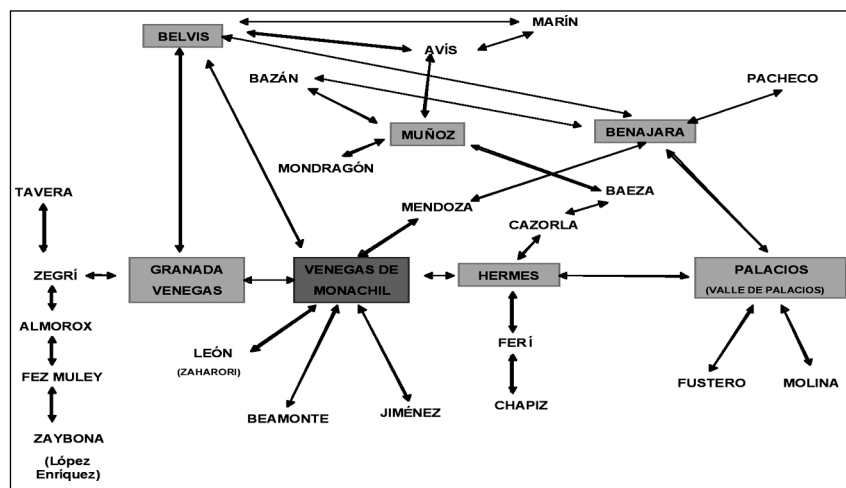 MARÍN
BELVIS
AVÍS
BAZÁN
PACHECO
MUÑOZ
BENAJARA
MONDRAGÓN
TAVERA
MENDOZA
BAEZA
CAZORLA
ZEGRÍ
GRANADA
VENEGAS
VENEGAS DE
MONACHIL
HERMES
PALACIOS
(VALLE DE PALACIOS)
ALMOROX
LEÓN
(ZAHARORI)
FERÍ
FEZ MULEY
FUSTERO
MOLINA
CHAPIZ
BEAMONTE
JIMÉNEZ
ZAYBONA
(López
Enríquez)